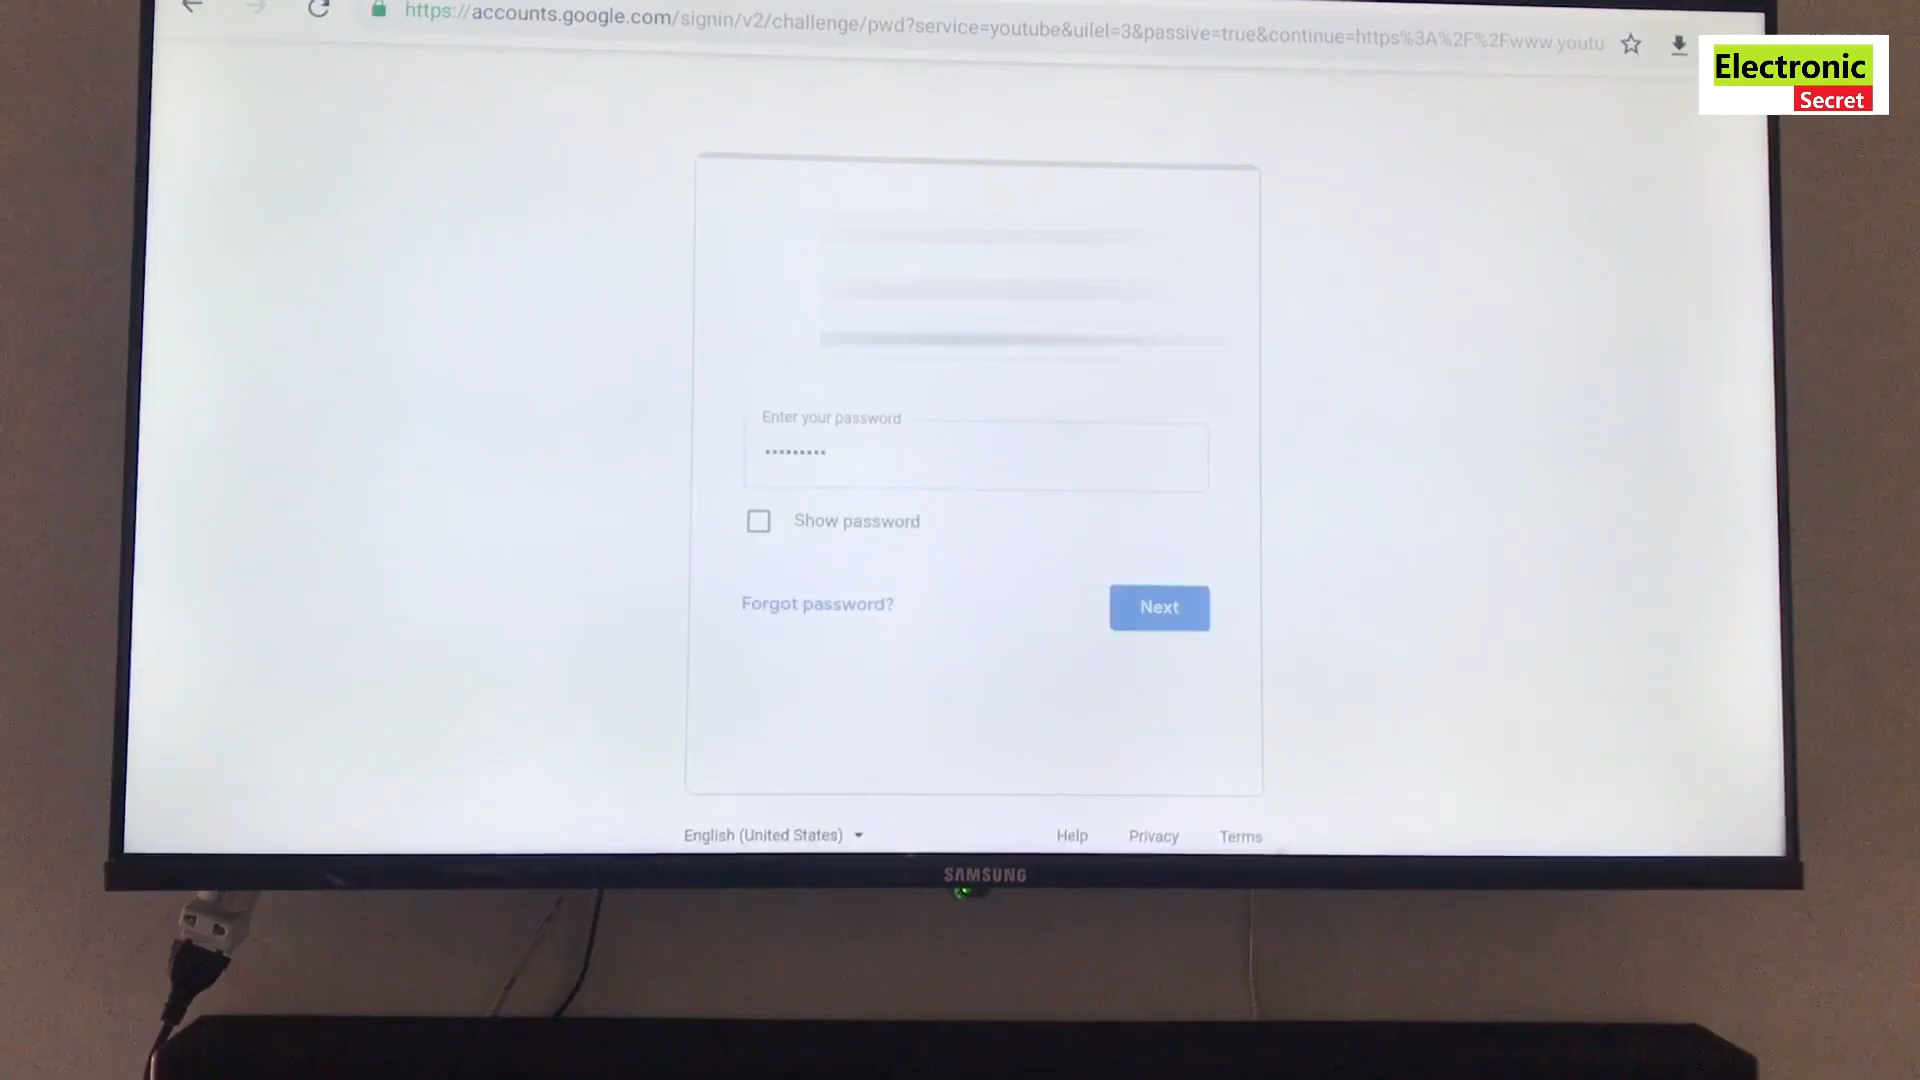 https://accounts.google.com/signin/v2/challenge/pwd?service=youtube&uilel=3&passive=true&continue=https%3A%2F%2Fwww.youtu
Electronic
Secret
Enter your password
•••••••••
Show password
Forgot password?
Next
English (United States)
Help Privacy Terms
SAMSUNG